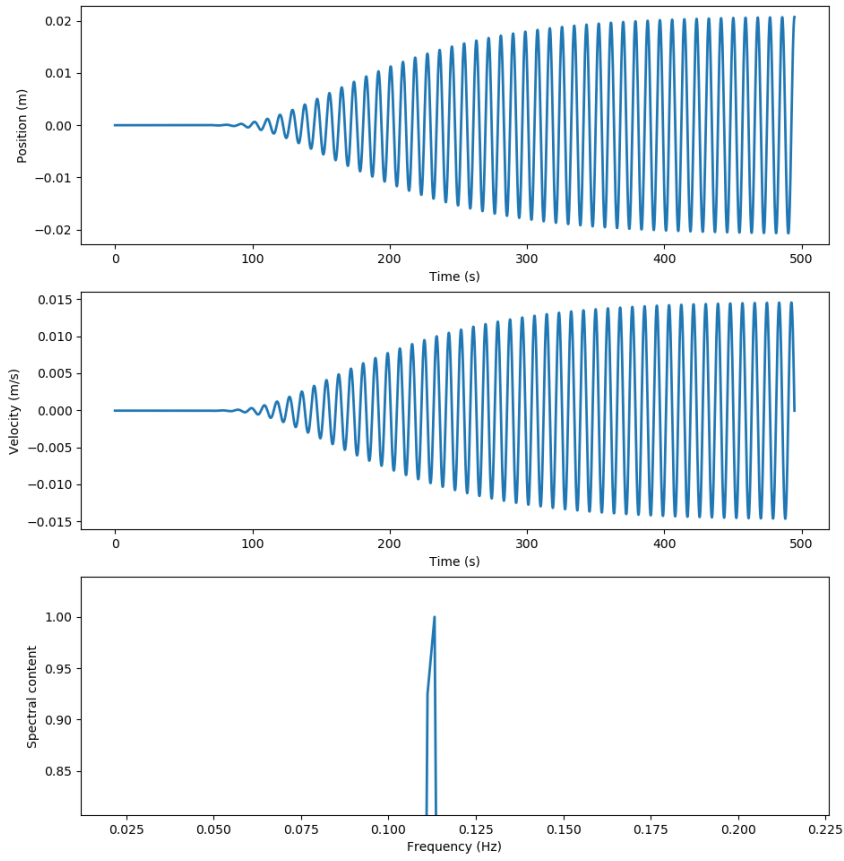 0.02
0.01
0.00
−0.01
−0.02
Position (m)
0 100 200 300 400 500
Time (s)
0.015
0.010
0.005
0.000
−0.005
−0.010
−0.015
Velocity (m/s)
0 100 200 300 400 500
Time (s)
1.00
0.95
0.90
0.85
Spectral content
0.025 0.050 0.075 0.100 0.125 0.150 0.175 0.200 0.225
Frequency (Hz)